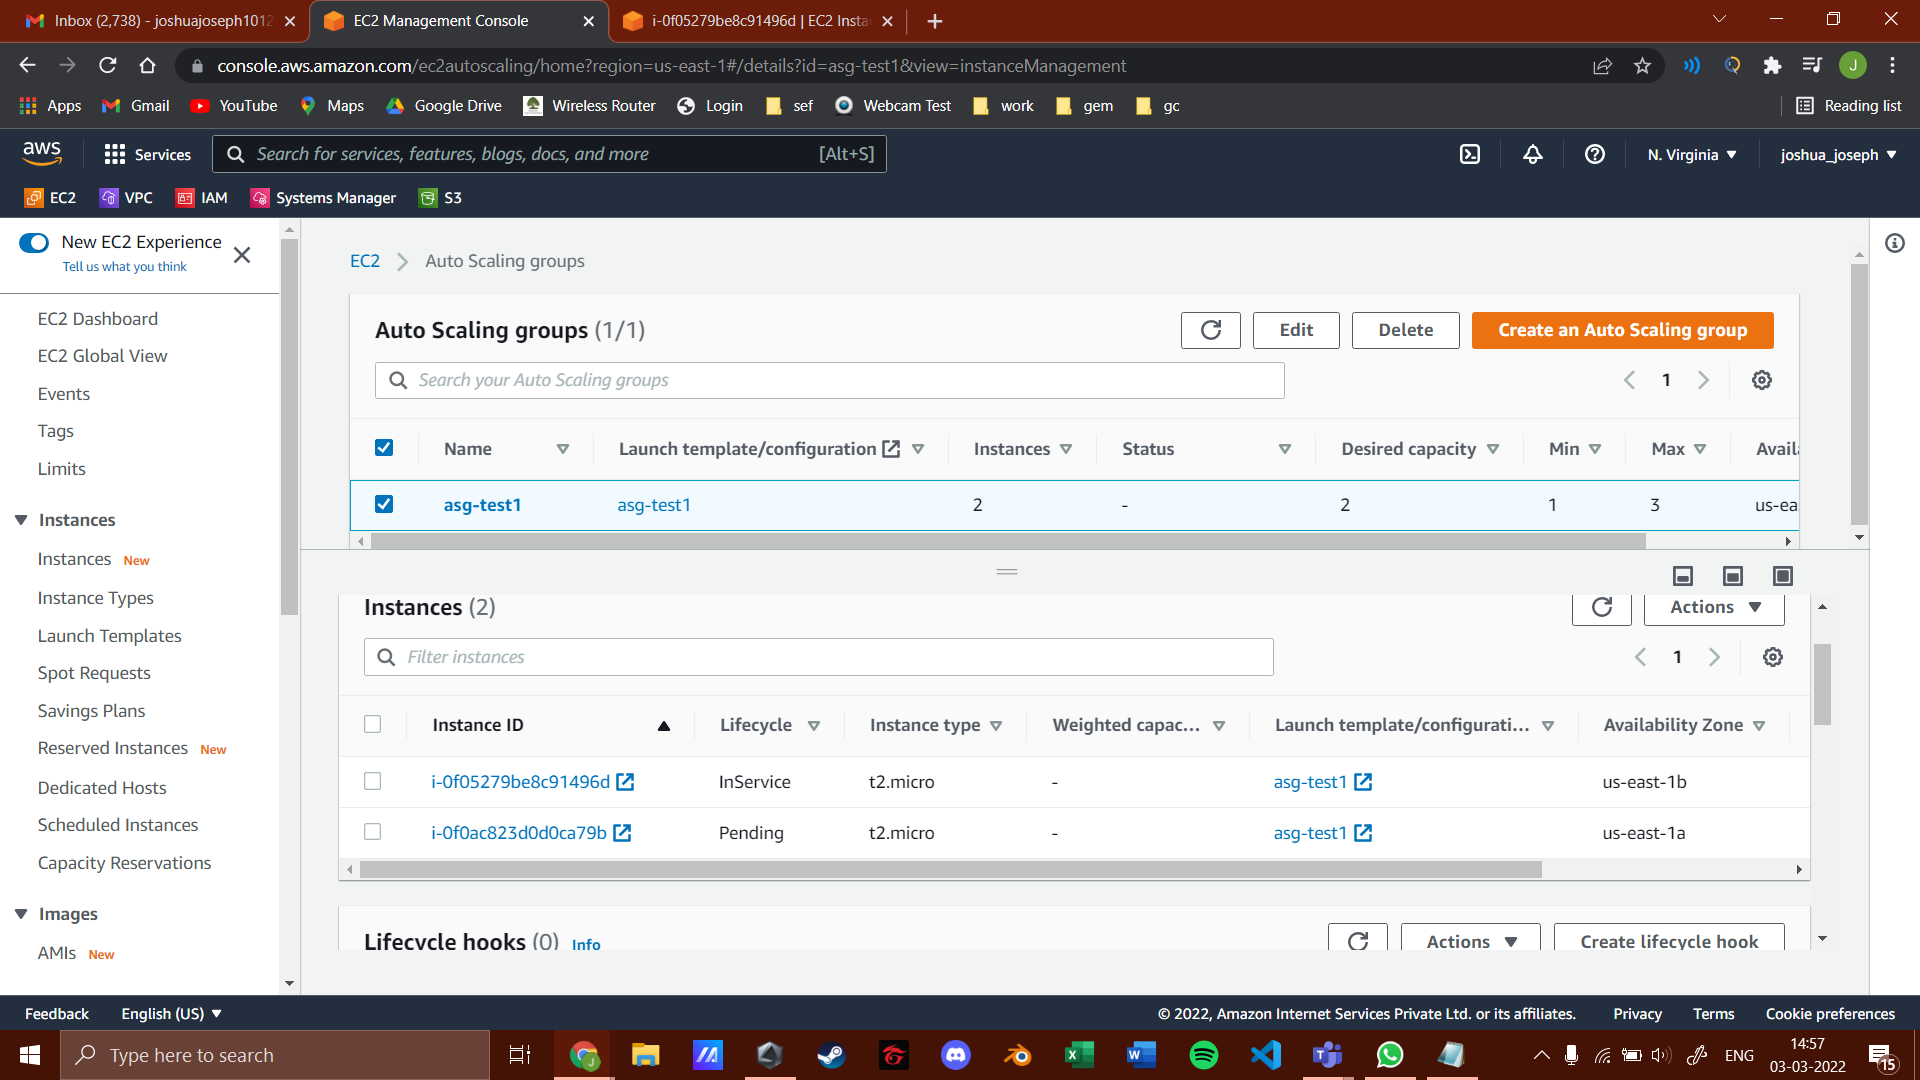 Inbox (2,738) - joshuajoseph1012
EC2 Management Console
i-0f05279be8c91496d | EC2 Insta
console.aws.amazon.com/ec2autoscaling/home?region=us-east-1#/details?id=asg-test1&view=instanceManagement
J
Apps Gmail YouTube Maps Google Drive Wireless Router Login sef Webcam Test work gem gc Reading list
aws Services Search for services, features, blogs, docs, and more [Alt+S] N. Virginia joshua_joseph
EC2 VPC IAM Systems Manager S3
New EC2 Experience
Tell us what you think
EC2 Dashboard
EC2 Global View
Events
Tags
Limits
Instances
Instances New
Instance Types
Launch Templates
Spot Requests
Savings Plans
Reserved Instances New
Dedicated Hosts
Scheduled Instances
Capacity Reservations
Images
AMIs New
EC2 Auto Scaling groups
Auto Scaling groups (1/1) Edit Delete Create an Auto Scaling group
Search your Auto Scaling groups 1
Name Launch template/configuration Instances Status Desired capacity Min Max Avail
asg-test1 asg-test1 2 - 2 1 3 us-ea
Instances (2) Actions
Filter instances 1
Instance ID Lifecycle Instance type Weighted capac... Launch template/configurati... Availability Zone
i-0f05279be8c91496d InService t2.micro - asg-test1 us-east-1b
i-0f0ac823d0d0ca79b Pending t2.micro - asg-test1 us-east-1a
Lifecycle hooks (0) Info Actions Create lifecycle hook
Feedback English (US) © 2022, Amazon Internet Services Private Ltd. or its affiliates. Privacy Terms Cookie preferences
Type here to search ENG 14:57
03-03-2022
15